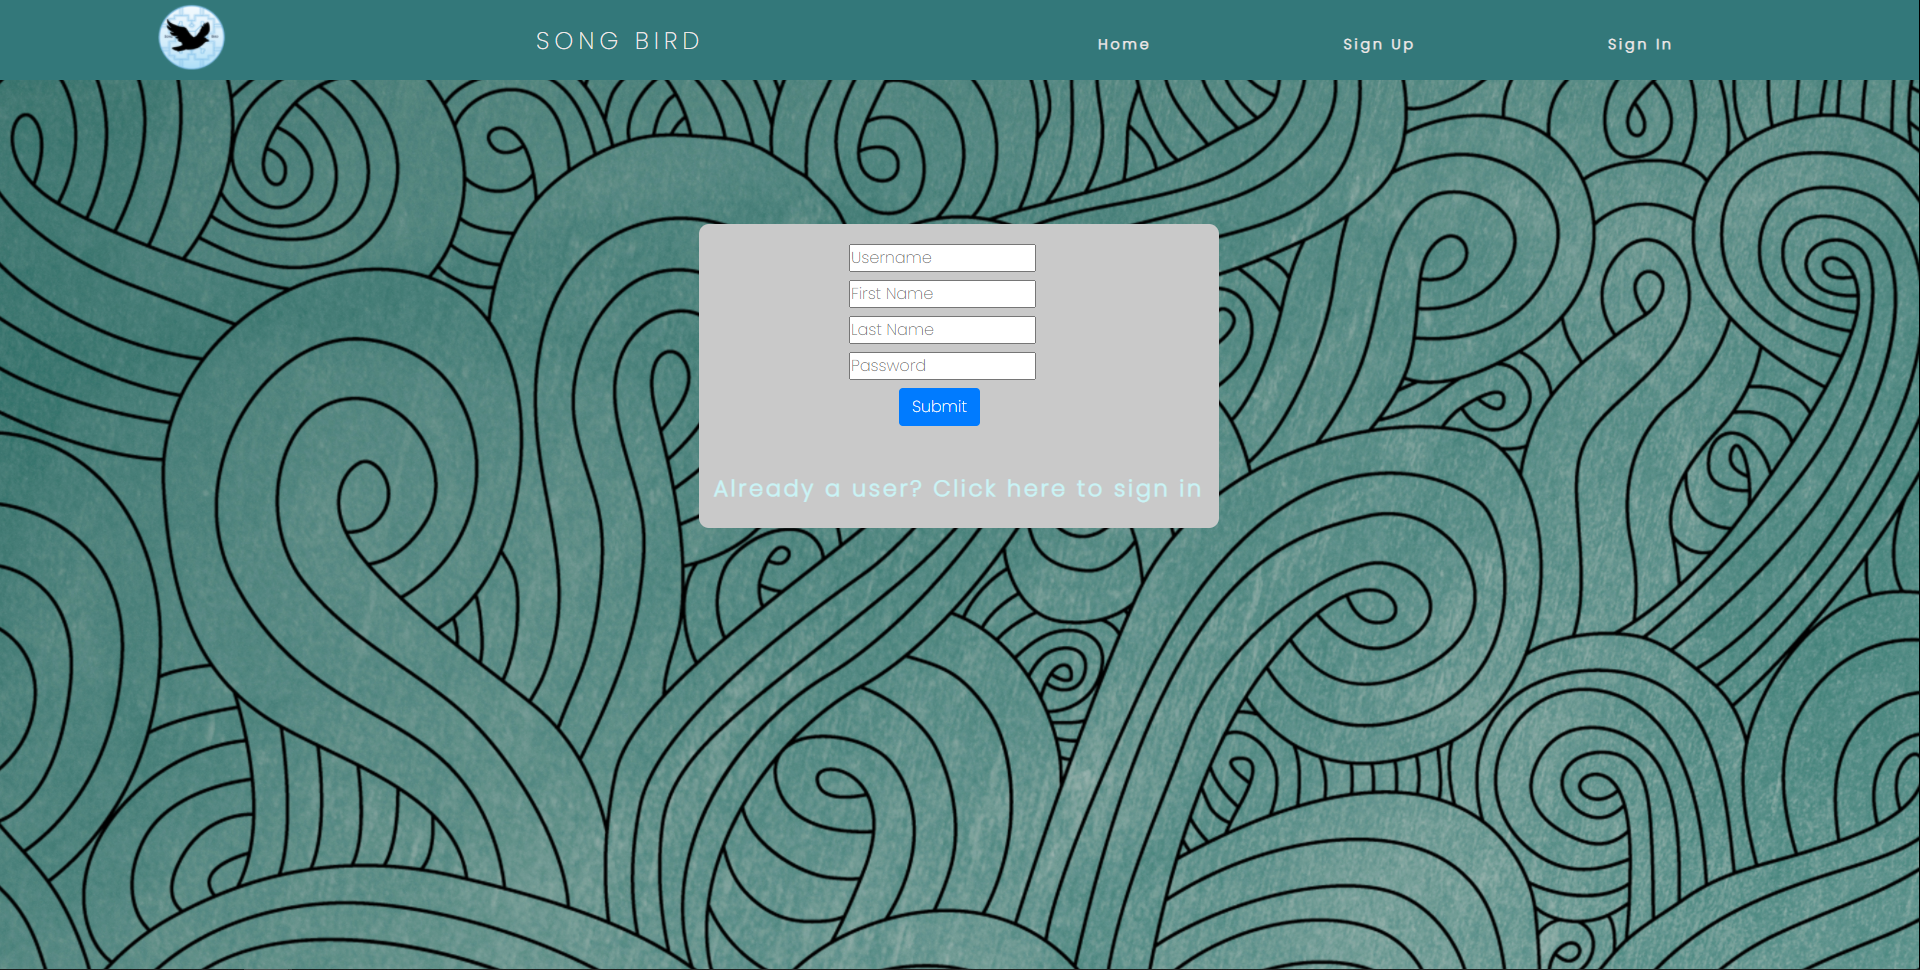 SONG BIRD
Home
Sign Up
Sign In
Username
First Name
Last Name
Password
Submit
Already a user? Click here to sign in